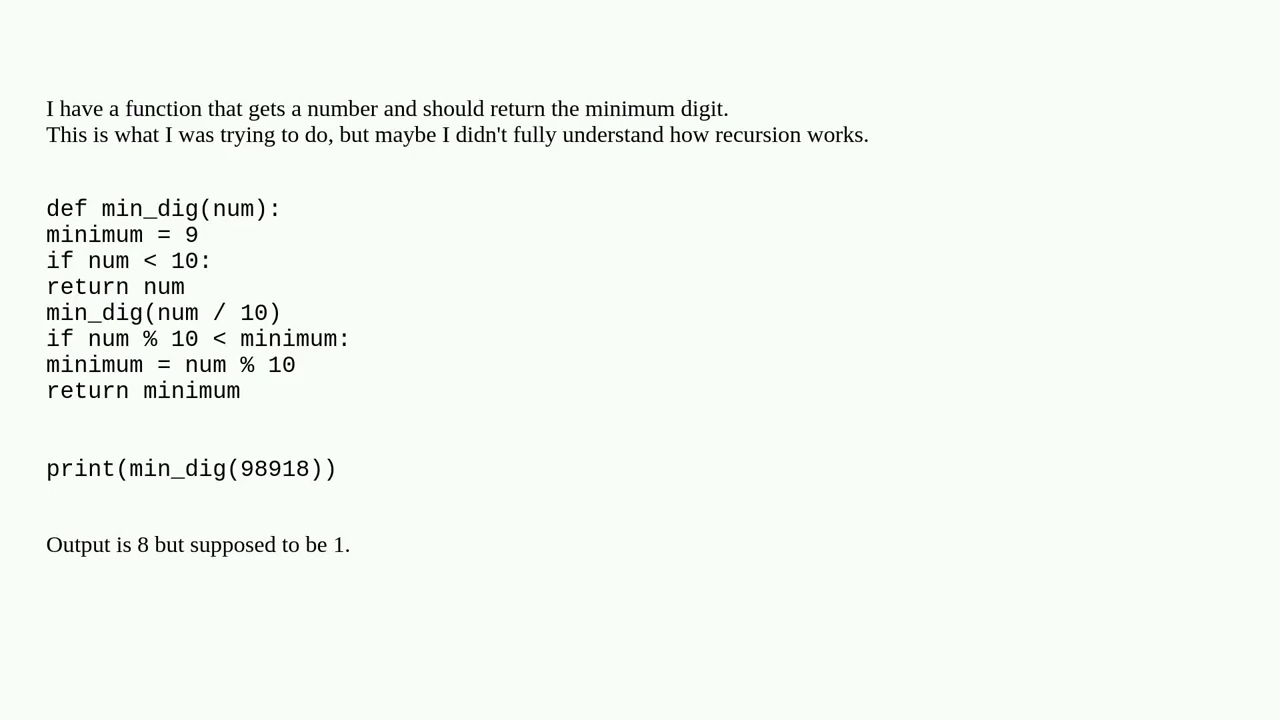 I have a function that gets a number and should return the minimum digit.
This is what I was trying to do, but maybe I didn't fully understand how recursion works.
def min_dig(num):
minimum = 9
if num < 10:
return num
min_dig(num / 10)
if num % 10 < minimum:
minimum = num % 10
return minimum
print(min_dig(98918))
Output is 8 but supposed to be 1.